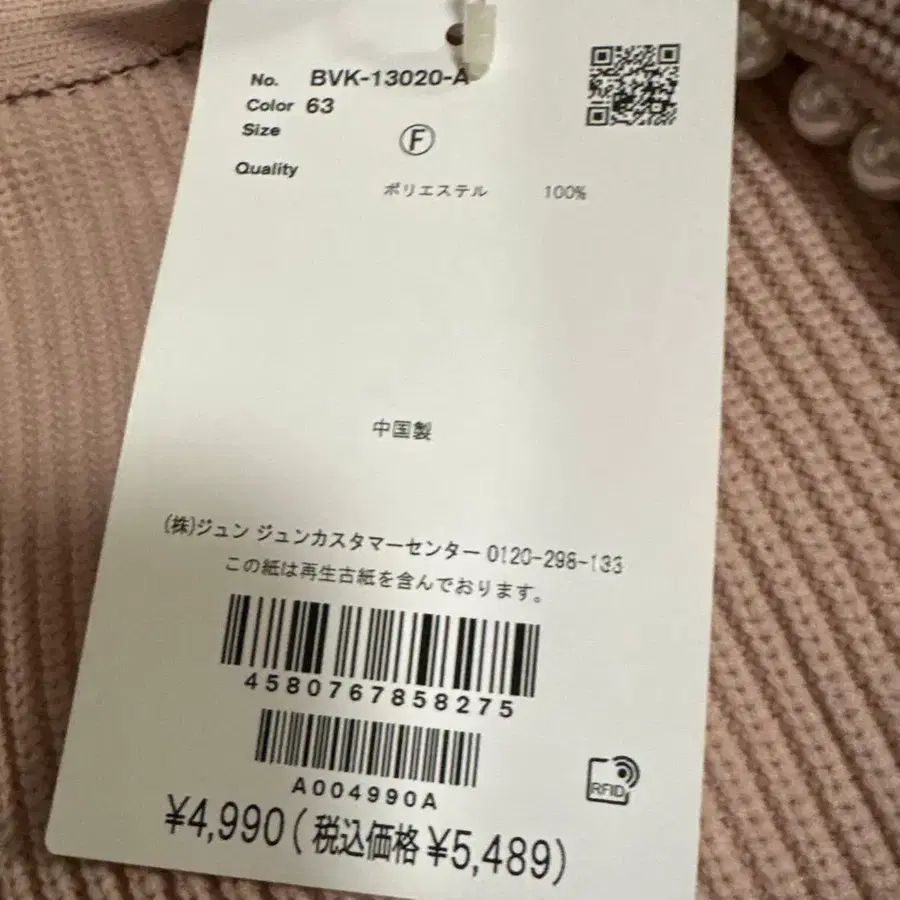 No. BVK-13020-A
Color 63
Size Ⓕ
Quality
ポリエステル 100%
中国製
(株)ジュン ジュンカスタマーセンター 0120-298-133
この紙は再生古紙を含んでおります。
4580767858275
A004990A
RFID
¥4,990(税込価格¥5,489)